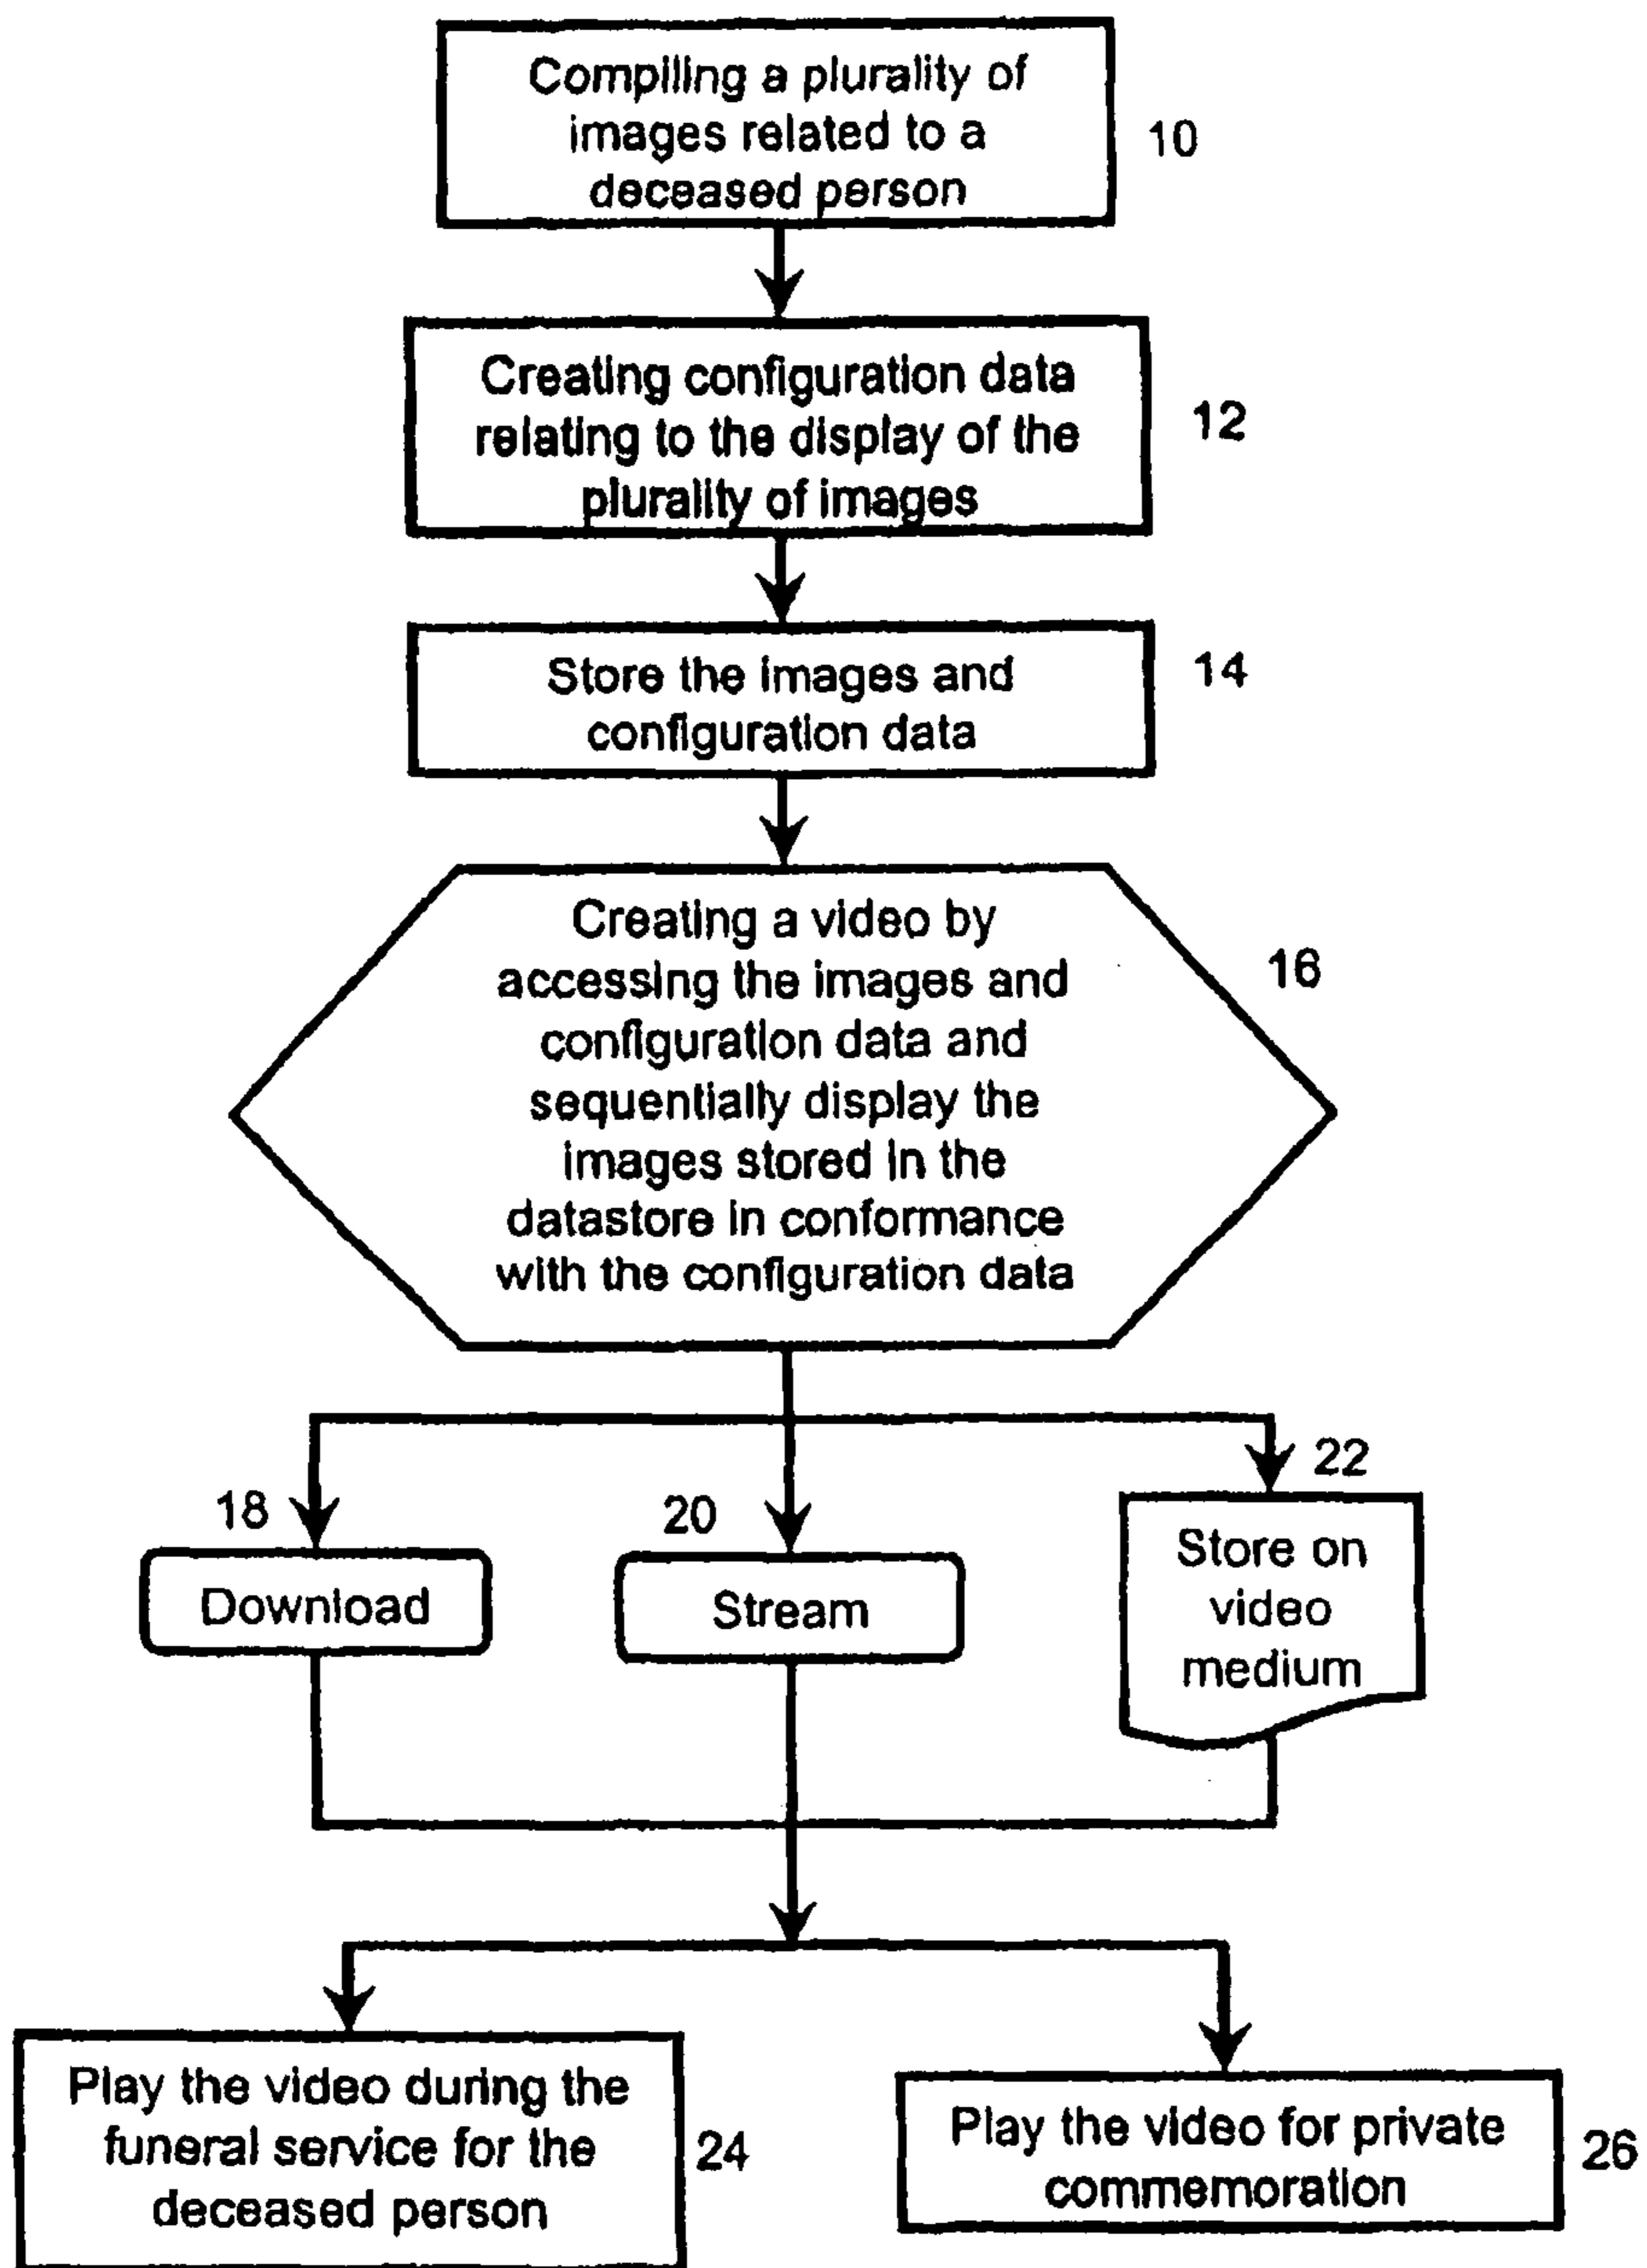 Compiling a plurality of
images related to a
deceased person
10
Creating configuration data
relating to the display of the
plurality of images
12
Store the images and
configuration data
14
Creating a video by
accessing the images and
configuration data and
sequentially display the
images stored in the
datastore in conformance
with the configuration data
16
18
Download
20
Stream
22
Store on
video
medium
Play the video during the
funeral service for the
deceased person
24
Play the video for private
commemoration
26